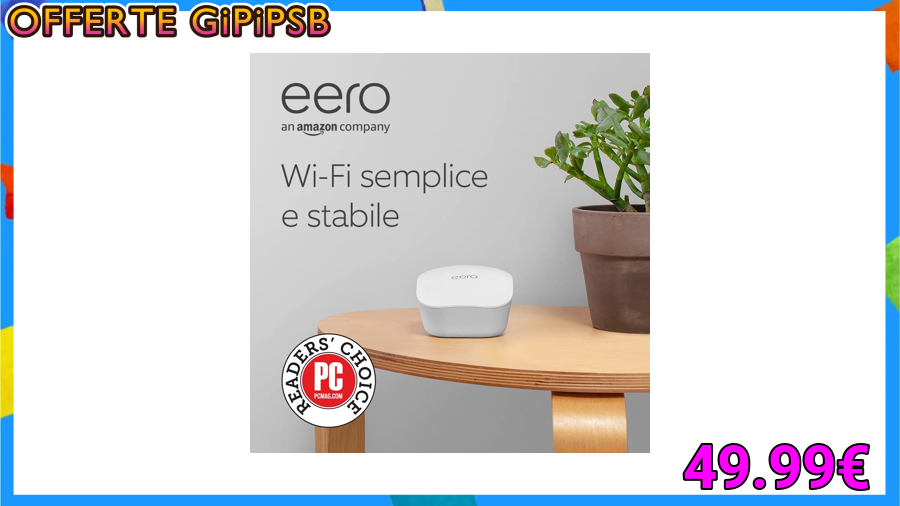 OFFERTE GiPiPSB
eero
an amazon company
Wi-Fi semplice
e stabile
eero
READERS' CHOICE
PC
PCMAG.COM
49.99€